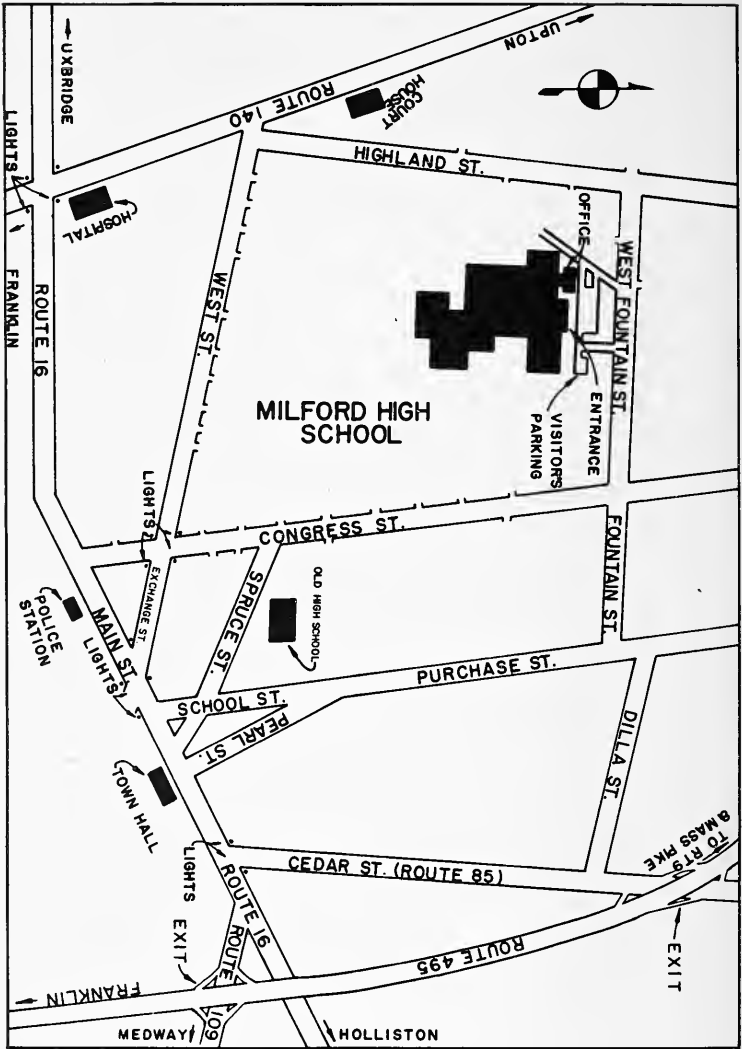 UPTON
UXBRIDGE
COURT
HOUSE
ROUTE 140
LIGHTS
HIGHLAND ST.
HOSPITAL
OFFICE
WEST FOUNTAIN ST.
FRANKLIN
ROUTE 16
WEST ST.
MILFORD HIGH
SCHOOL
ENTRANCE
VISITOR'S
PARKING
LIGHTS
CONGRESS ST.
FOUNTAIN ST.
EXCHANGE ST.
SPRUCE ST.
OLD HIGH SCHOOL
POLICE
STATION
MAIN ST.
LIGHTS
SCHOOL ST.
PURCHASE ST.
PEARL ST.
DILLA ST.
TOWN HALL
TO RT9
& MASS PIKE
LIGHTS
CEDAR ST. (ROUTE 85)
ROUTE 16
EXIT
ROUTE 109
ROUTE 495
EXIT
FRANKLIN
MEDWAY
HOLLISTON